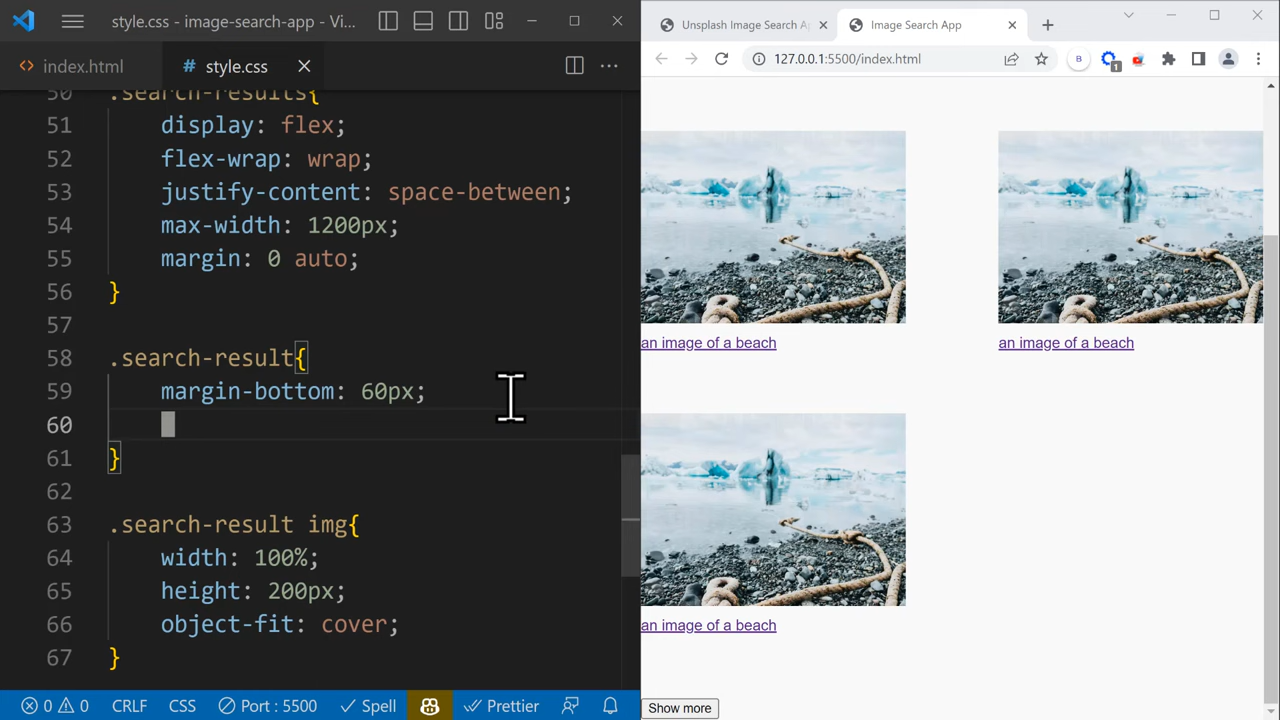 style.css - image-search-app - Vi...
index.html
# style.css
50 .search-results{
51 display: flex;
52 flex-wrap: wrap;
53 justify-content: space-between;
54 max-width: 1200px;
55 margin: 0 auto;
56 }
57
58 .search-result{
59 margin-bottom: 60px;
60
61 }
62
63 .search-result img{
64 width: 100%;
65 height: 200px;
66 object-fit: cover;
67 }
0 0 CRLF CSS Port : 5500 Spell Prettier
Unsplash Image Search Ap
Image Search App
127.0.0.1:5500/index.html
B
1
an image of a beach
an image of a beach
an image of a beach
Show more